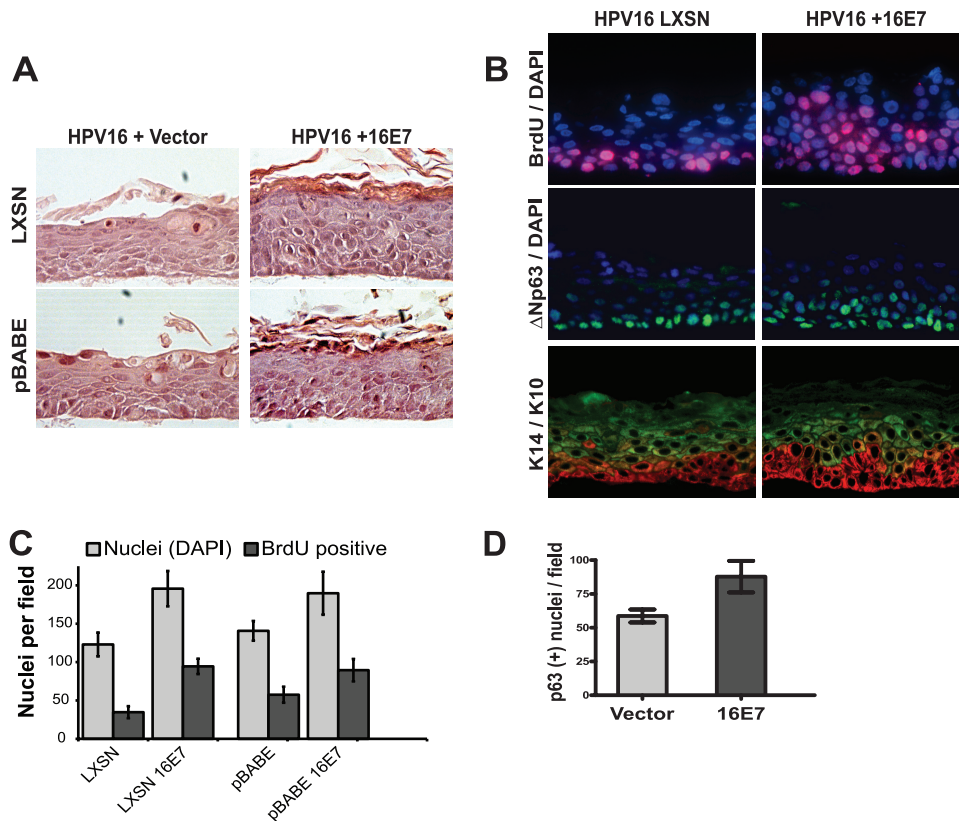 A
HPV16 + Vector
HPV16 +16E7
LXSN
pBABE
B
HPV16 LXSN
HPV16 +16E7
BrdU / DAPI
ΔNp63 / DAPI
K14 / K10
C
Nuclei (DAPI)
BrdU positive
Nuclei per field
200
150
100
50
0
LXSN
LXSN 16E7
pBABE
pBABE 16E7
D
p63 (+) nuclei / field
100
75
50
25
0
Vector
16E7